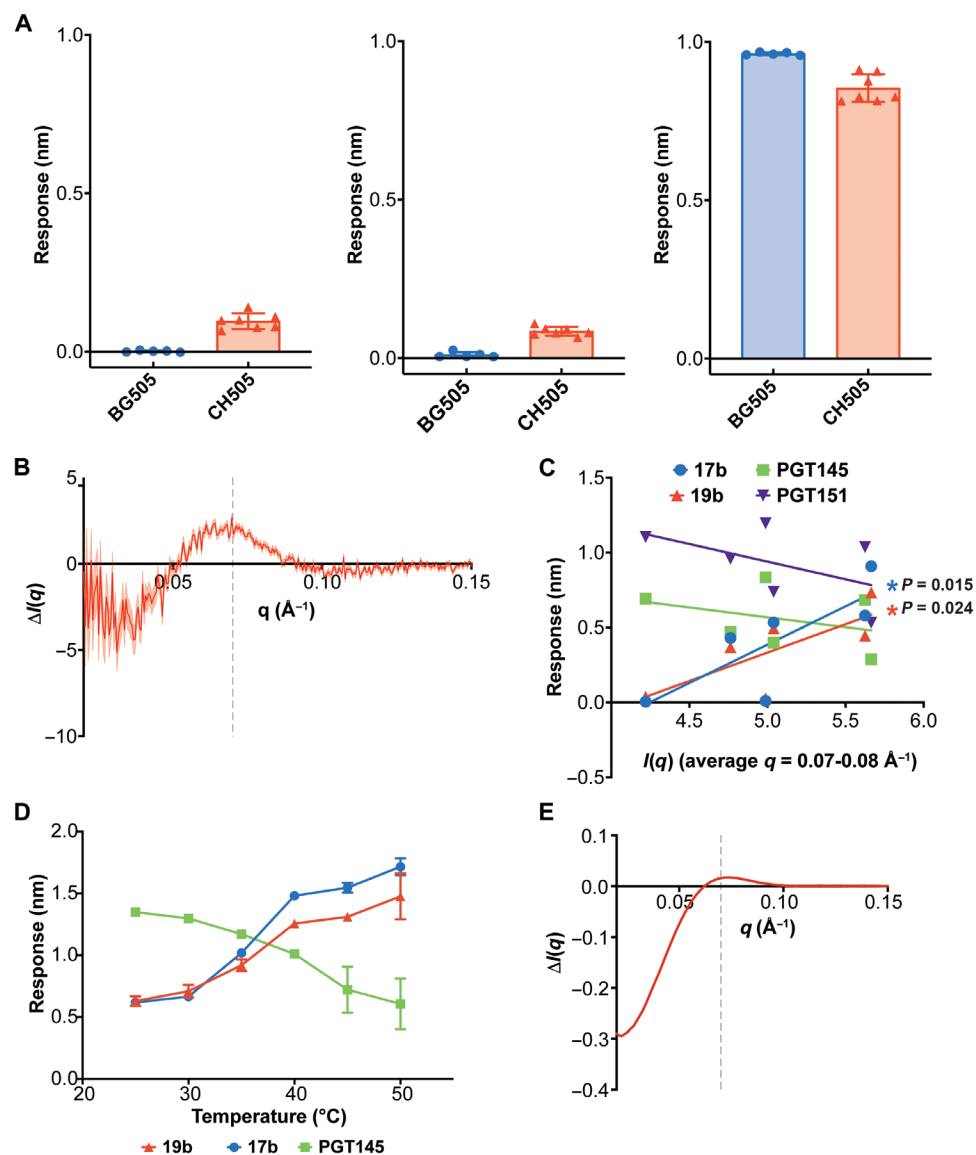 A
1.0
0.5
0.0
Response (nm)
BG505
CH505
1.0
0.5
0.0
Response (nm)
BG505
CH505
1.0
0.5
0.0
Response (nm)
BG505
CH505
B
5
0
−5
−10
ΔI(q)
0.05
0.10
0.15
q (Å⁻¹)
C
17b
PGT145
19b
PGT151
1.5
1.0
0.5
0.0
−0.5
Response (nm)
* P = 0.015
* P = 0.024
4.5
5.0
5.5
6.0
I(q) (average q = 0.07-0.08 Å⁻¹)
D
2.0
1.5
1.0
0.5
0.0
Response (nm)
20
30
40
50
Temperature (°C)
19b
17b
PGT145
E
0.1
0.0
−0.1
−0.2
−0.3
−0.4
ΔI(q)
0.05
0.10
0.15
q (Å⁻¹)